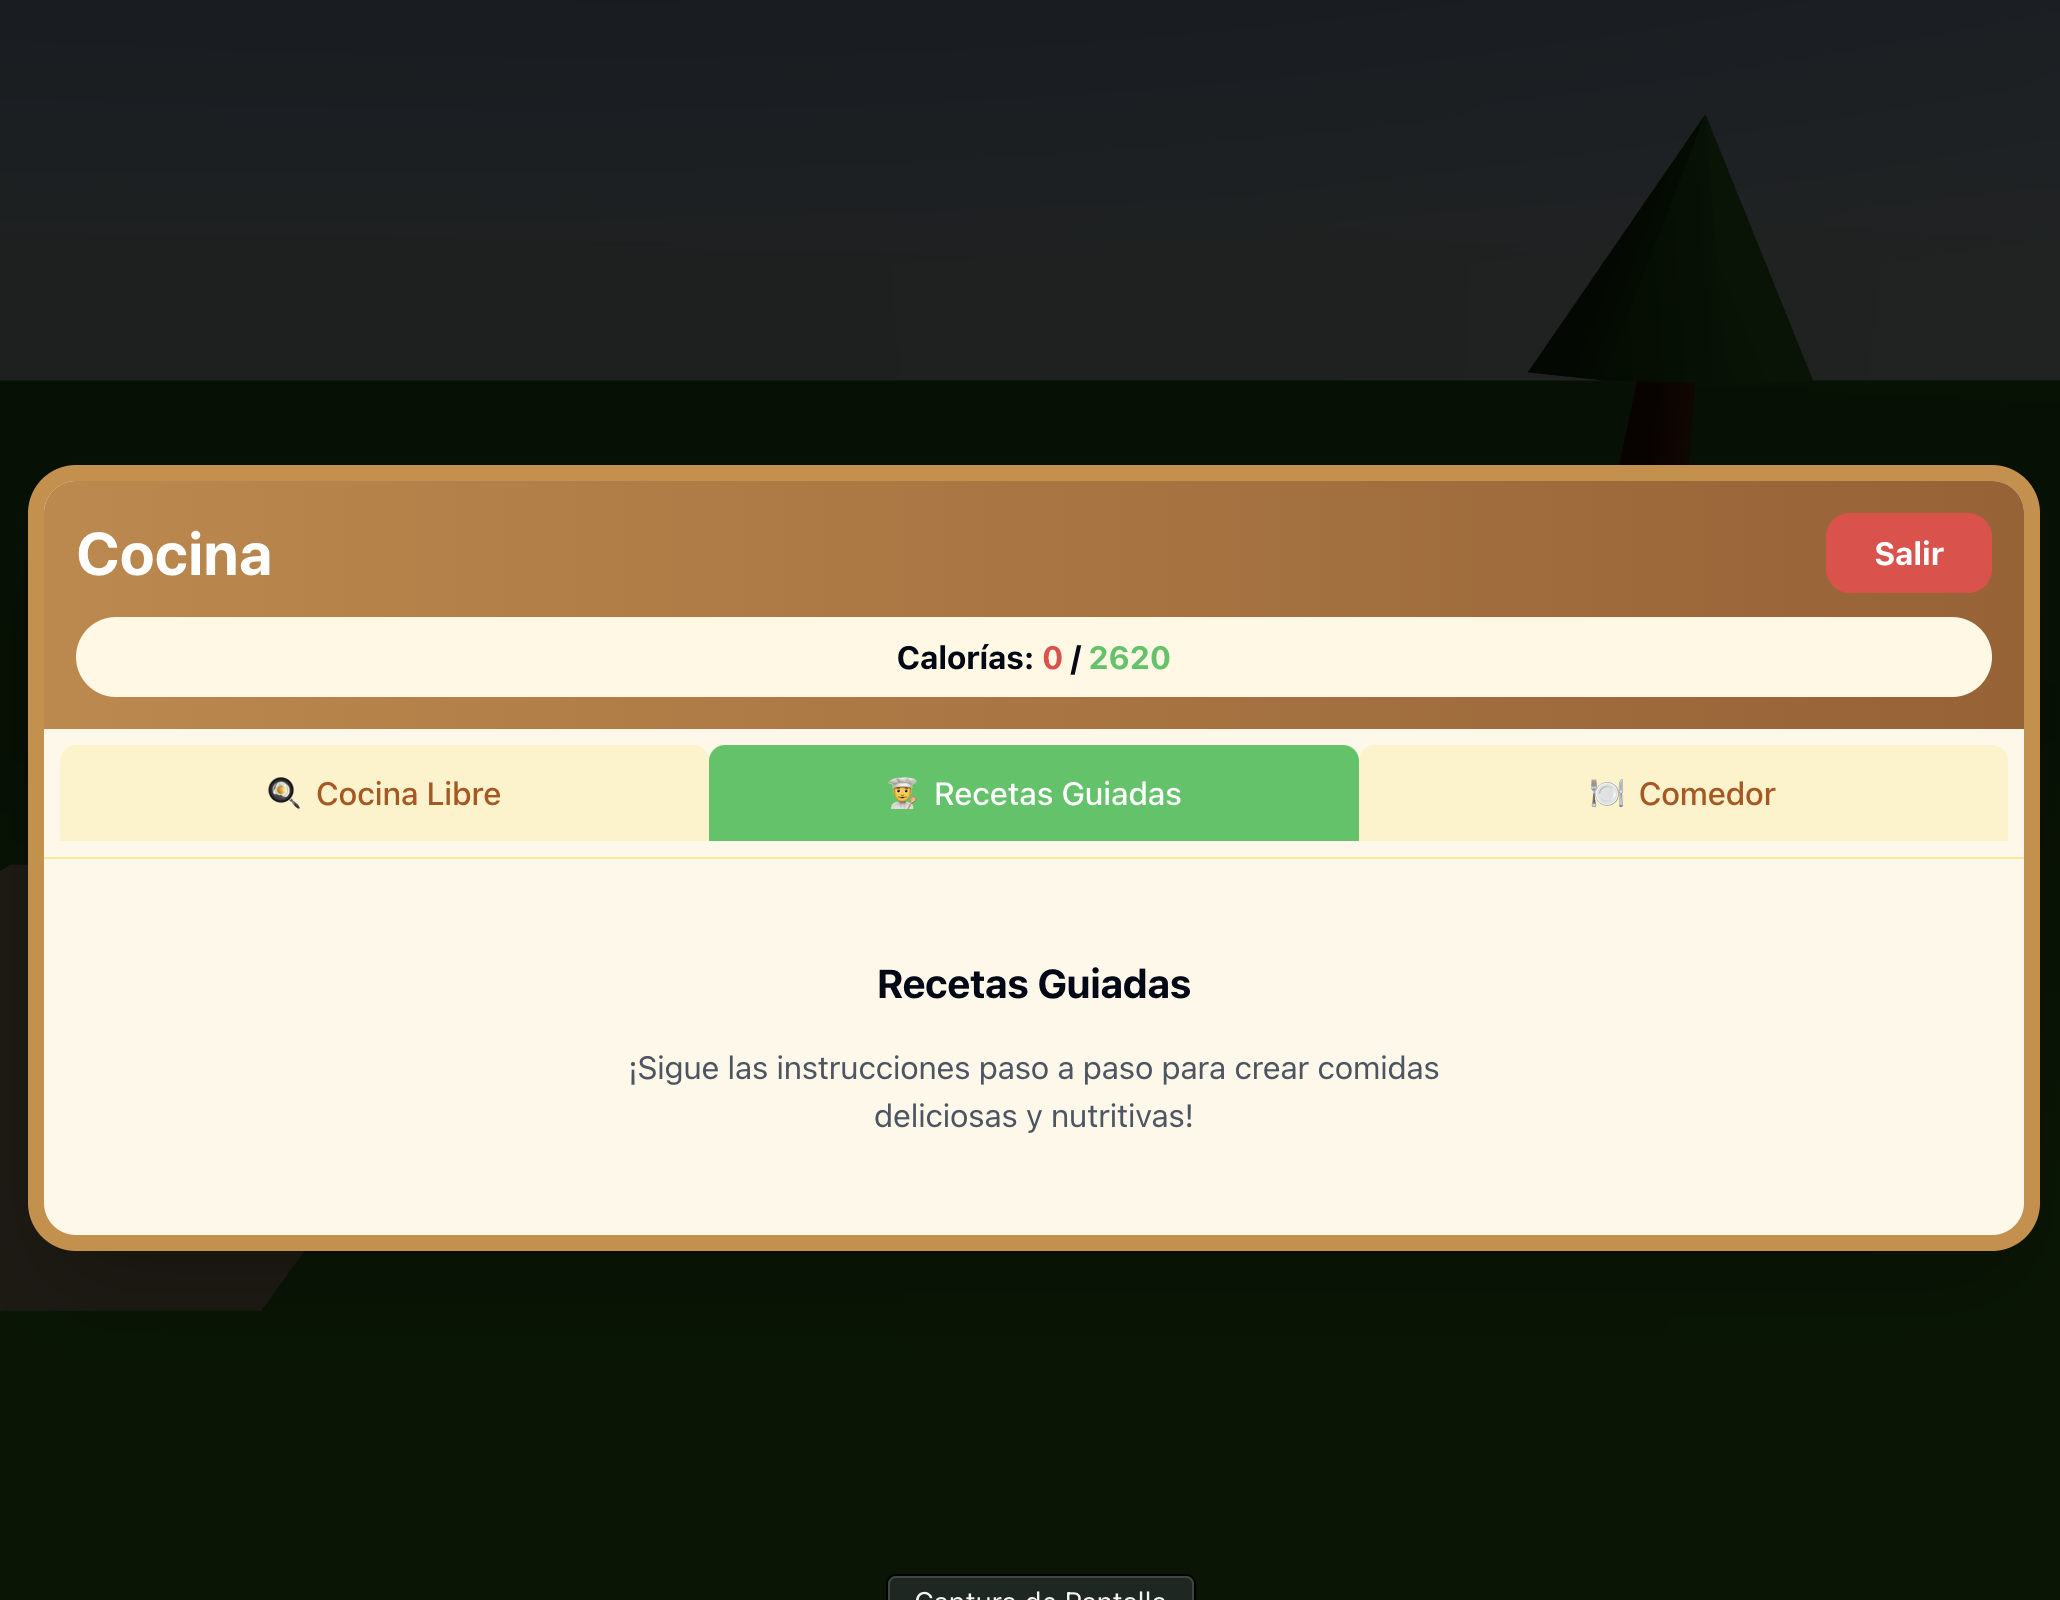 Cocina
Salir
Calorías: 0 / 2620
Cocina Libre
Recetas Guiadas
Comedor
Recetas Guiadas
¡Sigue las instrucciones paso a paso para crear comidas
deliciosas y nutritivas!
Captura de Pantalla